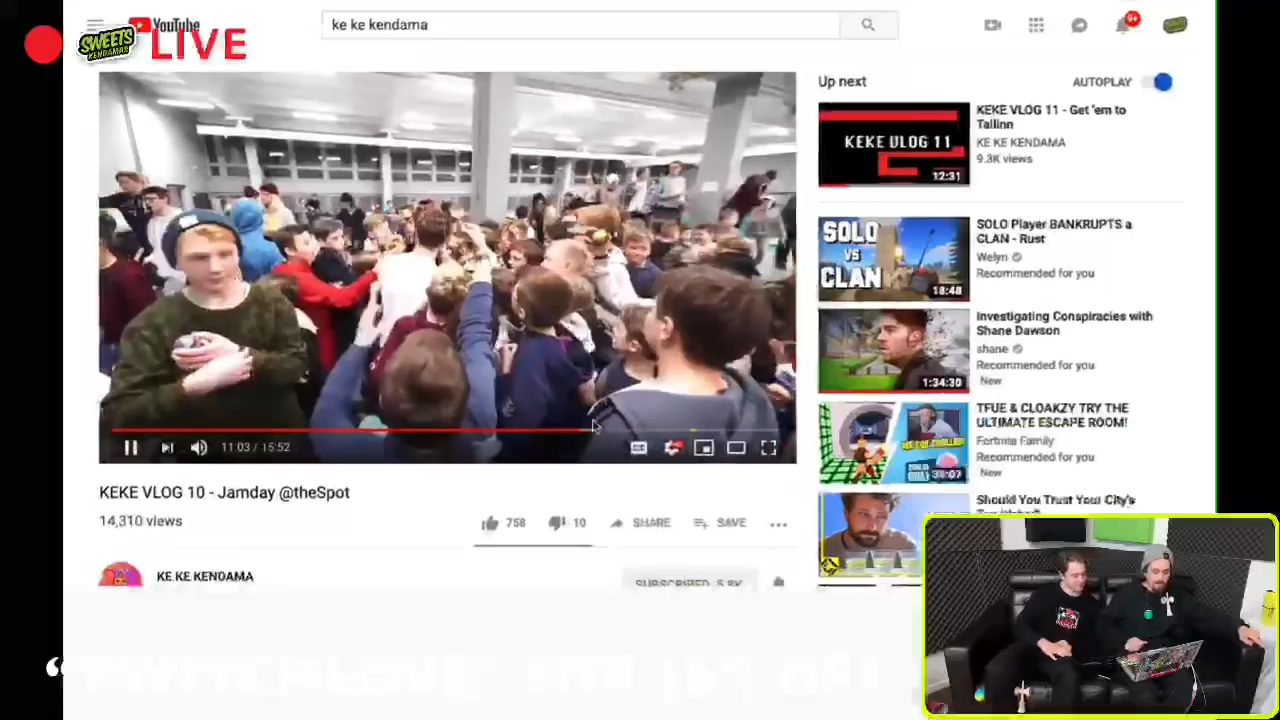 YouTube
ke ke kendama
9+
SWEETS
KENDAMAS
LIVE
Up next
AUTOPLAY
KEKE VLOG 11
12:31
KEKE VLOG 11 - Get 'em to
Tallinn
KE KE KENDAMA
9.3K views
SOLO
VS
CLAN
18:48
SOLO Player BANKRUPTS a
CLAN - Rust
Welyn
Recommended for you
1:34:30
Investigating Conspiracies with
Shane Dawson
shane
Recommended for you
New
TFUE & CLOAKZY TRY THE
ULTIMATE ESCAPE ROOM!
Fortnite Family
Recommended for you
New
Should You Trust Your City's
11:03 / 15:52
KEKE VLOG 10 - Jamday @theSpot
14,310 views
758
10
SHARE
SAVE
KE KE KENDAMA
SUBSCRIBED 5.8K